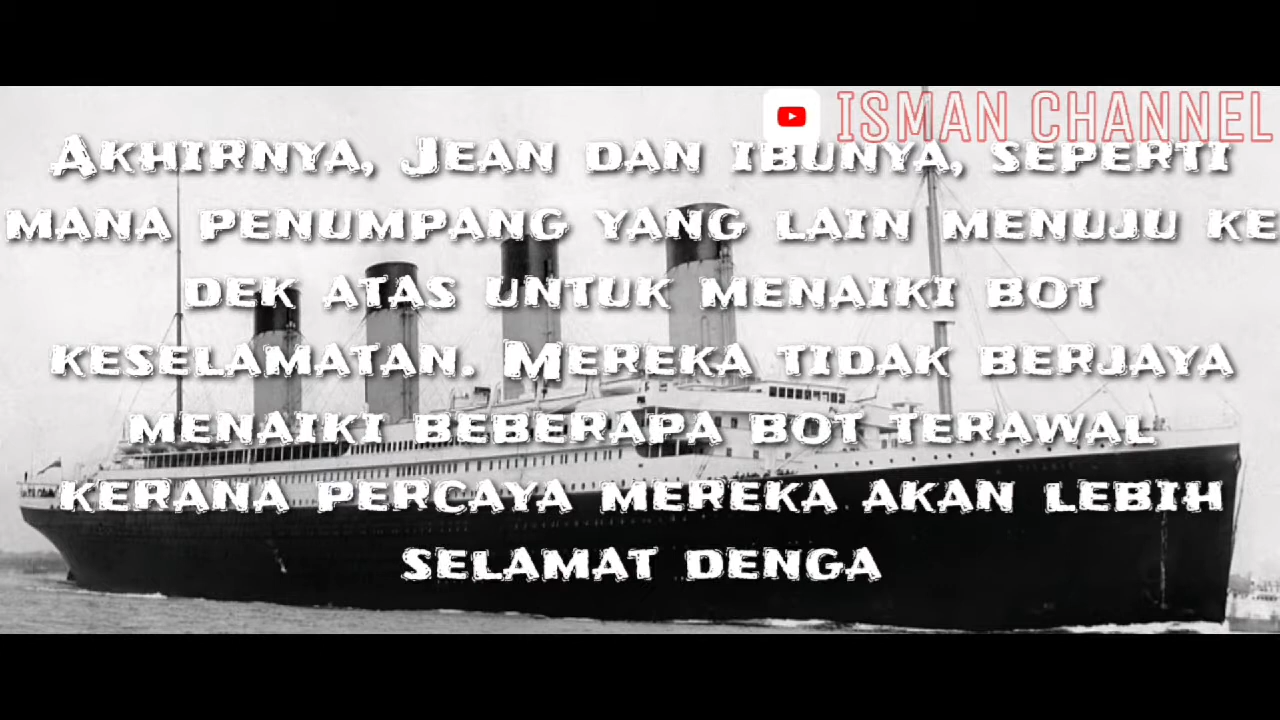 ISMAN CHANNEL
Akhirnya, Jean dan ibunya, seperti
mana penumpang yang lain menuju ke
dek atas untuk menaiki bot
keselamatan. Mereka tidak berjaya
menaiki beberapa bot terawal
kerana percaya mereka akan lebih
selamat denga